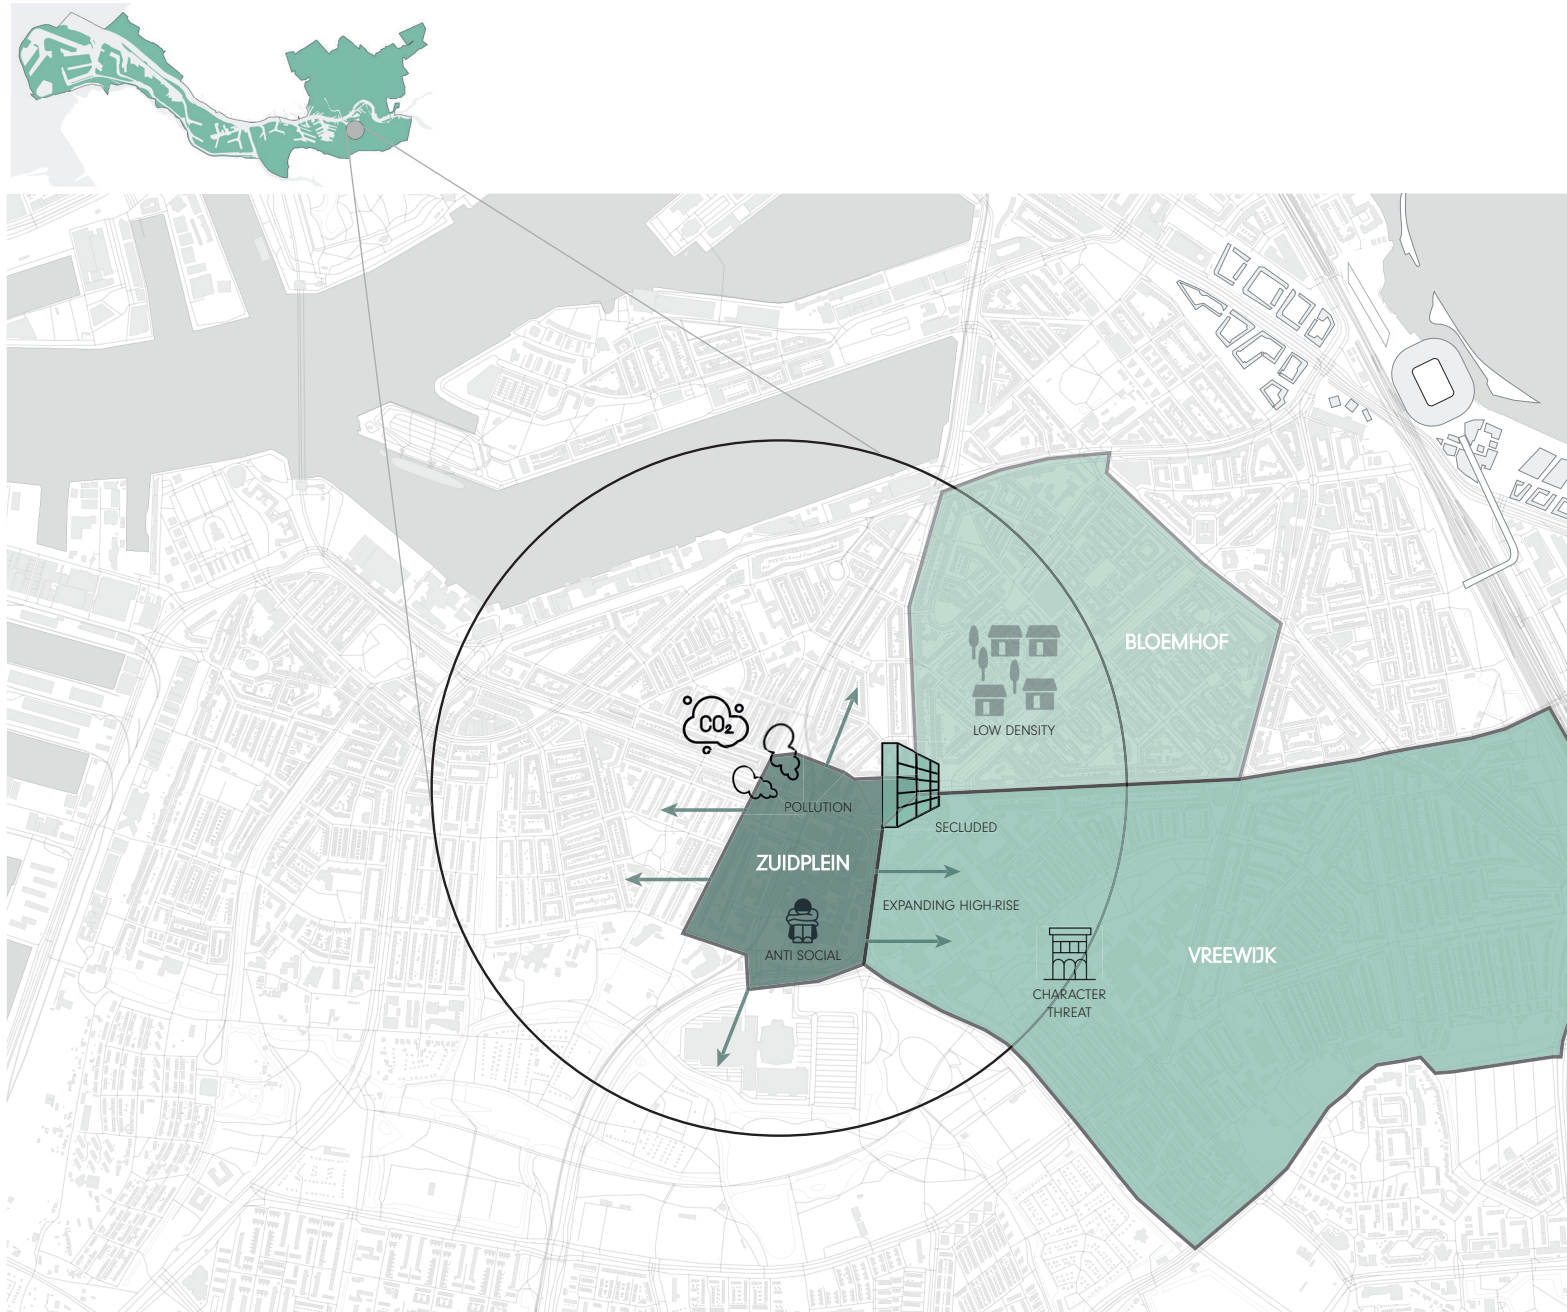 BLOEMHOF
LOW DENSITY
CO₂
POLLUTION
SECLUDED
ZUIDPLEIN
EXPANDING HIGH-RISE
ANTI SOCIAL
VREEWIJK
CHARACTER
THREAT